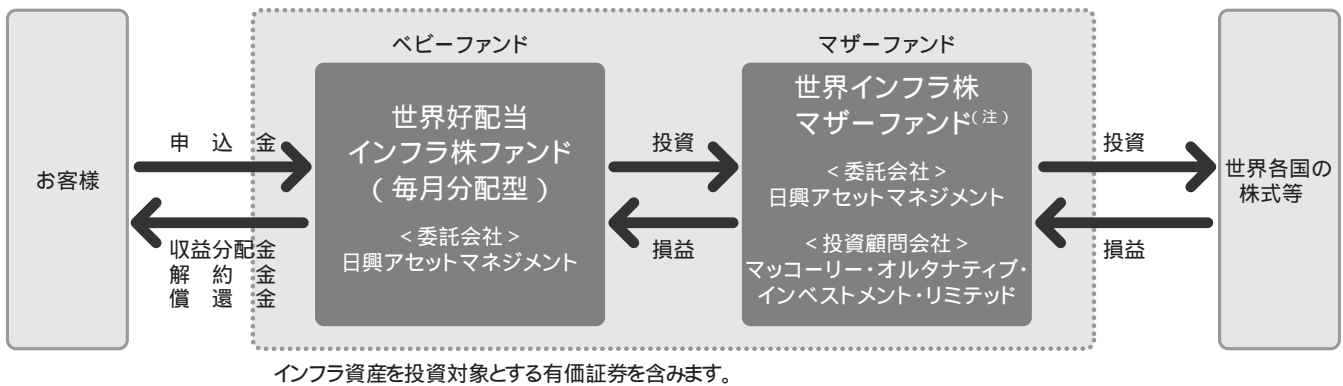 ベビーファンド
マザーファンド
お客様
申込金
収益分配金
解約金
償還金
世界好配当
インフラ株ファンド
(毎月分配型)
<委託会社>
日興アセットマネジメント
投資
損益
世界インフラ株
マザーファンド(注)
<委託会社>
日興アセットマネジメント
<投資顧問会社>
マッコーリー・オルタナティブ・
インベストメント・リミテッド
投資
損益
世界各国の
株式等
インフラ資産を投資対象とする有価証券を含みます。